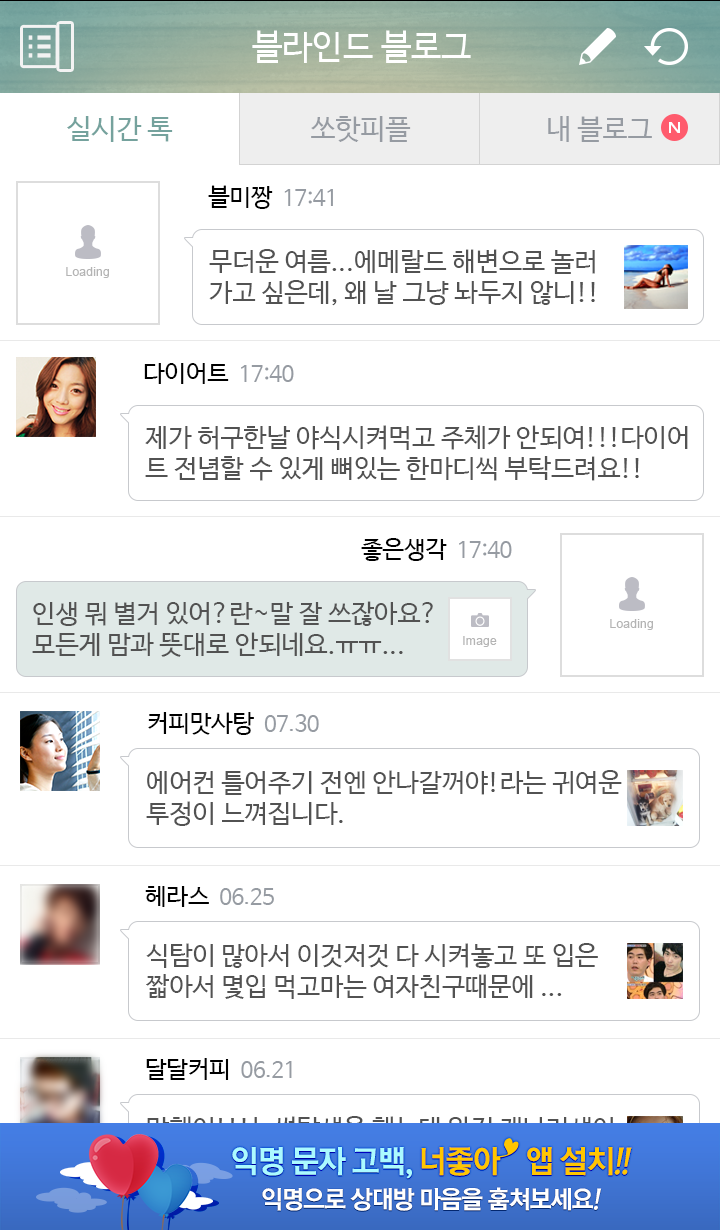 블라인드 블로그
실시간 톡
쏘핫피플
내 블로그 N
블미짱 17:41
Loading
무더운 여름...에메랄드 해변으로 놀러
가고 싶은데, 왜 날 그냥 놔두지 않니!!
다이어트 17:40
제가 허구한날 야식시켜먹고 주체가 안되여!!!다이어
트 전념할 수 있게 뼈있는 한마디씩 부탁드려요!!
좋은생각 17:40
인생 뭐 별거 있어?란~말 잘 쓰잖아요?
모든게 맘과 뜻대로 안되네요.ㅠㅠ...
Image
Loading
커피맛사탕 07.30
에어컨 틀어주기 전엔 안나갈꺼야!라는 귀여운
투정이 느껴집니다.
헤라스 06.25
식탐이 많아서 이것저것 다 시켜놓고 또 입은
짧아서 몇입 먹고마는 여자친구때문에 ...
달달커피 06.21
익명 문자 고백, 너좋아 앱 설치!!
익명으로 상대방 마음을 훔쳐보세요!